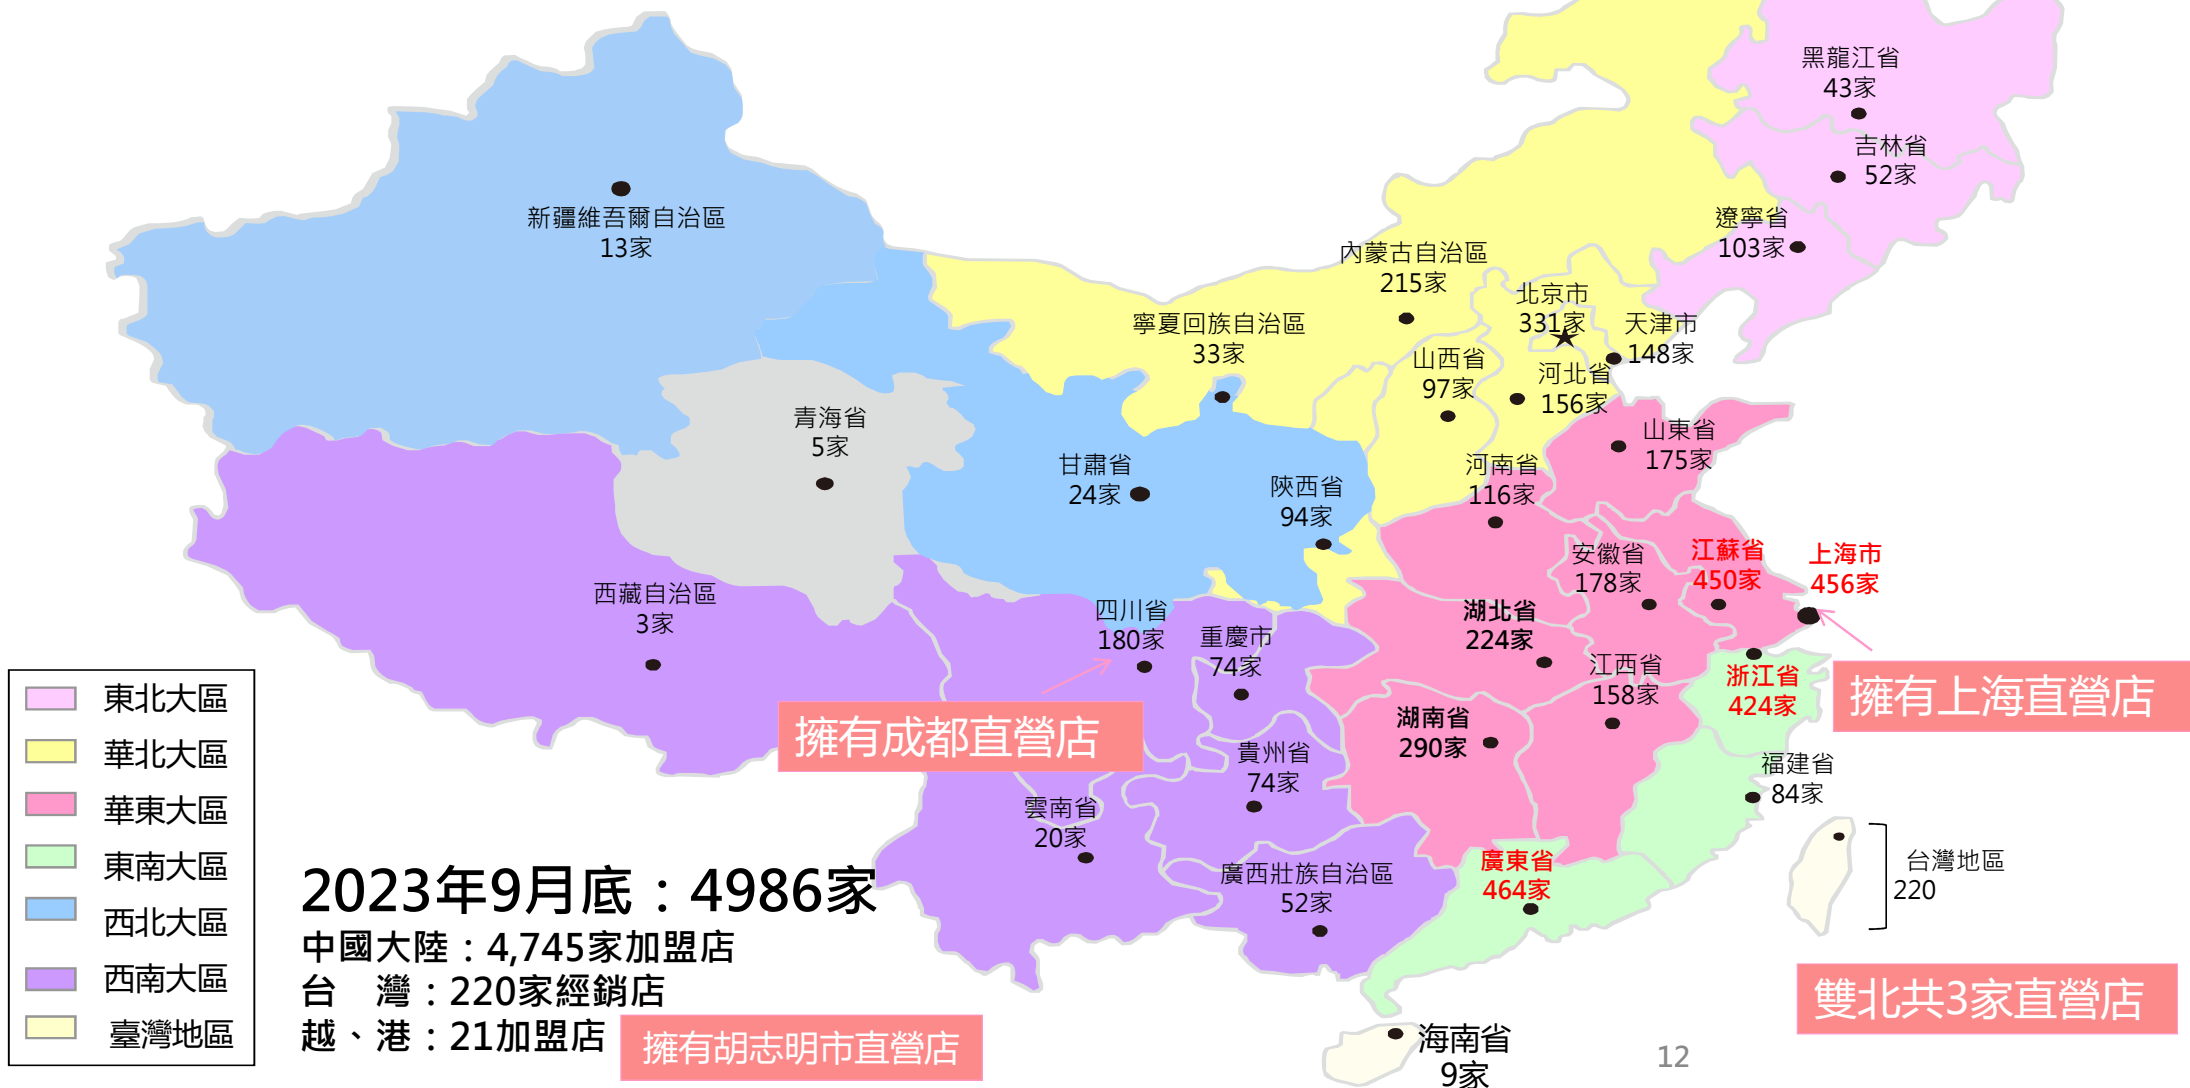 黑龍江省
43家
吉林省
52家
遼寧省
103家
新疆維吾爾自治區
13家
內蒙古自治區
215家
北京市
331家
天津市
148家
寧夏回族自治區
33家
山西省
97家
河北省
156家
青海省
5家
山東省
175家
甘肅省
24家
河南省
116家
陝西省
94家
安徽省
178家
江蘇省
450家
上海市
456家
西藏自治區
3家
四川省
180家
重慶市
74家
湖北省
224家
江西省
158家
浙江省
424家
擁有上海直營店
擁有成都直營店
湖南省
290家
貴州省
74家
福建省
84家
雲南省
20家
廣西壯族自治區
52家
廣東省
464家
台灣地區
220
雙北共3家直營店
海南省
9家
東北大區
華北大區
華東大區
東南大區
西北大區
西南大區
臺灣地區
2023年9月底：4986家
中國大陸：4,745家加盟店
台　灣：220家經銷店
越、港：21加盟店
擁有胡志明市直營店
12